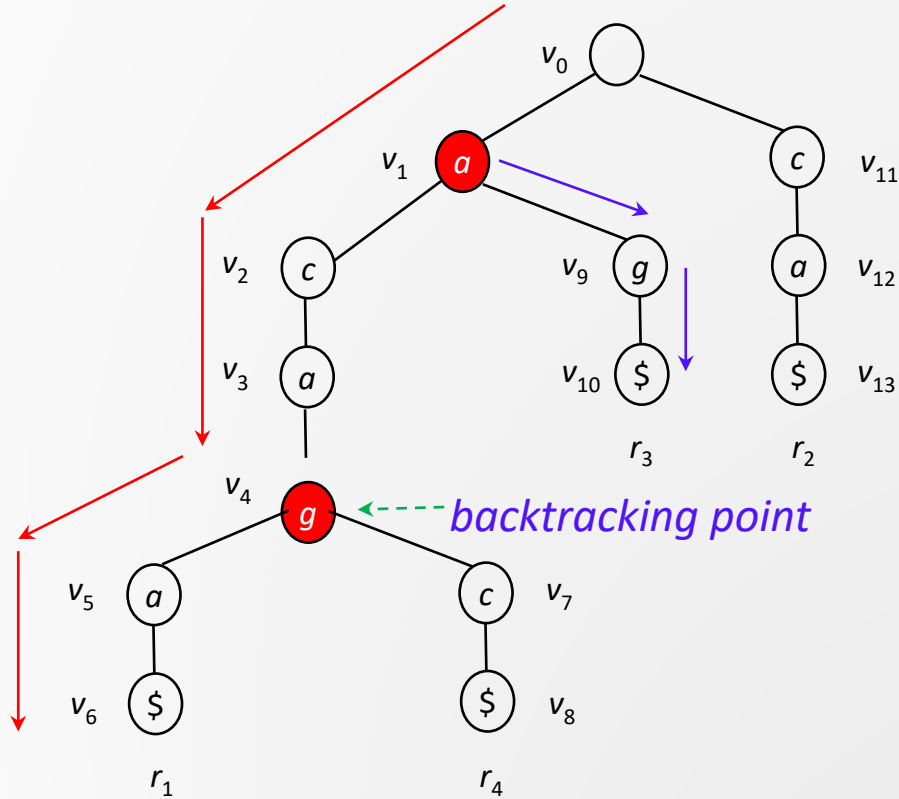 v0
v1 a c v11
v2 c v9 g a v12
v3 a v10 $ $ v13
r3 r2
v4 g backtracking point
v5 a c v7
v6 $ $ v8
r1 r4